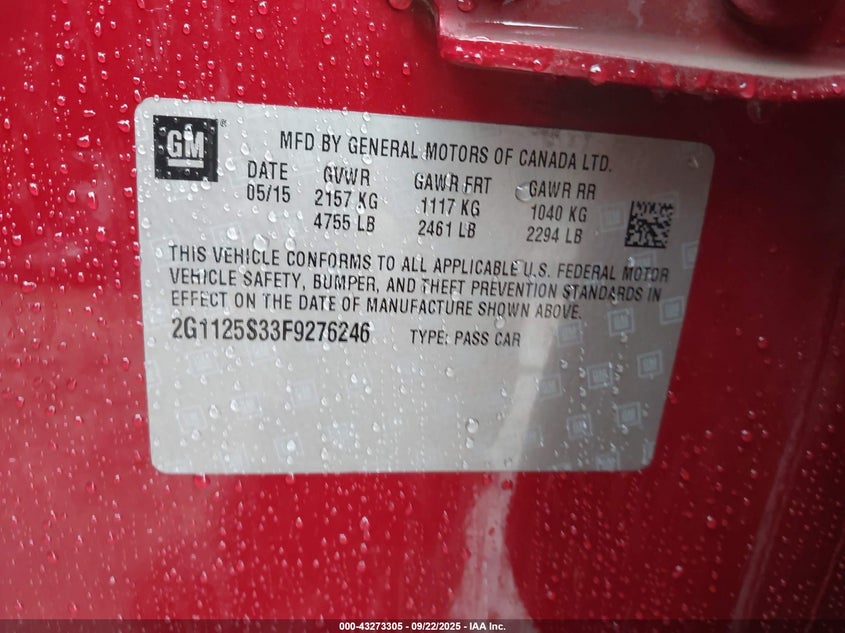 GM
MFD BY GENERAL MOTORS OF CANADA LTD.
DATE GVWR GAWR FRT GAWR RR
05/15 2157 KG 1117 KG 1040 KG
4755 LB 2461 LB 2294 LB
THIS VEHICLE CONFORMS TO ALL APPLICABLE U.S. FEDERAL MOTOR
VEHICLE SAFETY, BUMPER, AND THEFT PREVENTION STANDARDS IN
EFFECT ON THE DATE OF MANUFACTURE SHOWN ABOVE.
2G1125S33F9276246 TYPE: PASS CAR
000-43273305 - 09/22/2025 - IAA Inc.